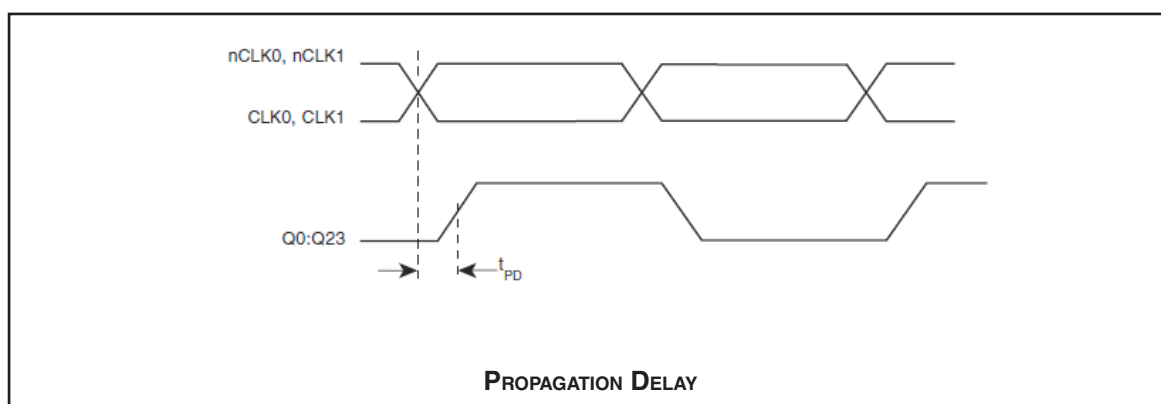 nCLK0, nCLK1
CLK0, CLK1
Q0:Q23
tPD
PROPAGATION DELAY